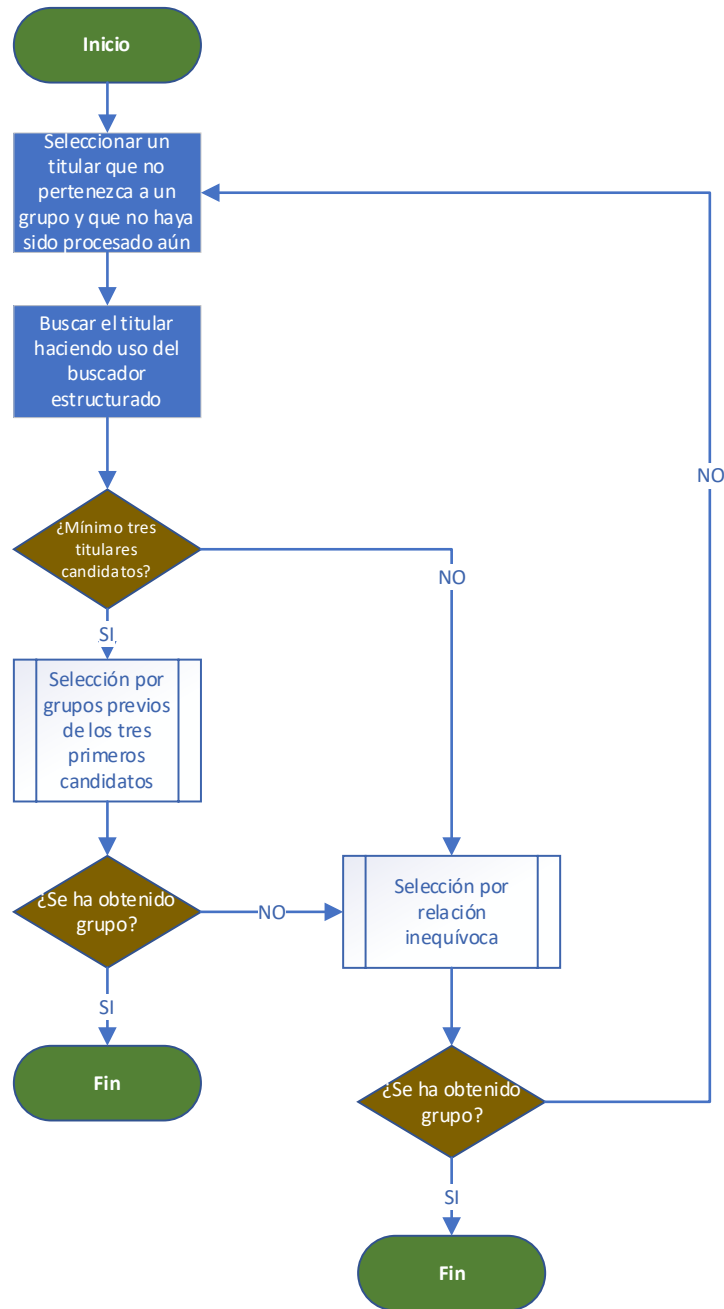 Inicio
Seleccionar un
titular que no
pertenezca a un
grupo y que no haya
sido procesado aún
Buscar el titular
haciendo uso del
buscador
estructurado
¿Mínimo tres
titulares
candidatos?
NO
NO
SI
Selección por
grupos previos
de los tres
primeros
candidatos
¿Se ha obtenido
grupo?
NO
Selección por
relación
inequívoca
SI
Fin
¿Se ha obtenido
grupo?
SI
Fin